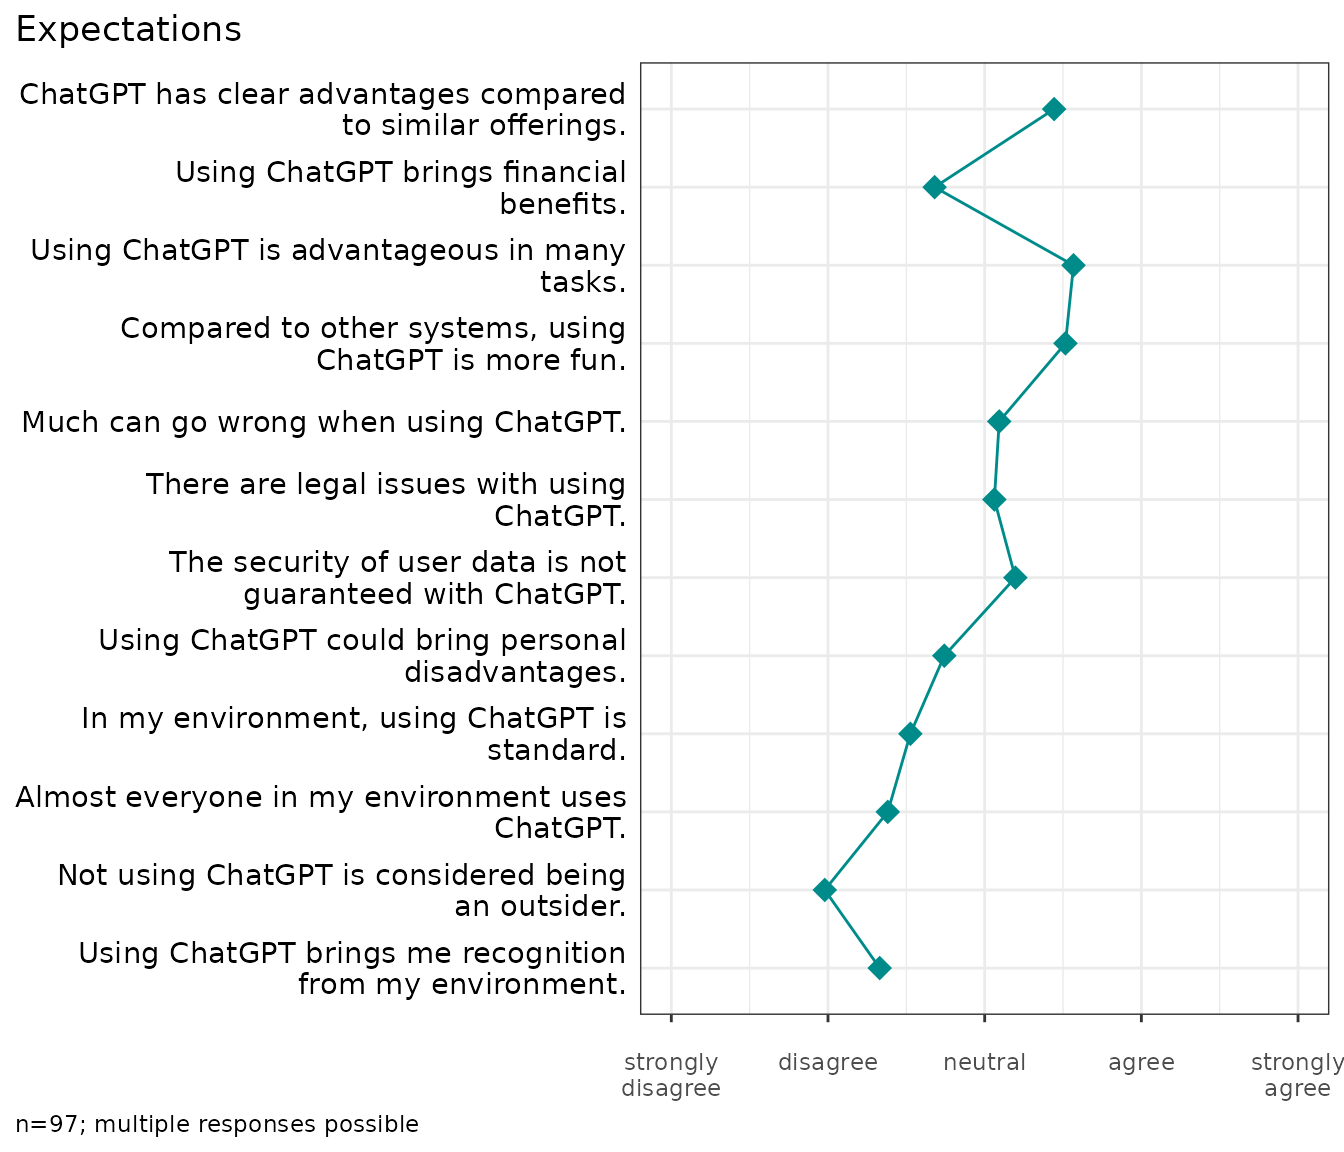 Expectations
ChatGPT has clear advantages compared
to similar offerings.
Using ChatGPT brings financial
benefits.
Using ChatGPT is advantageous in many
tasks.
Compared to other systems, using
ChatGPT is more fun.
Much can go wrong when using ChatGPT.
There are legal issues with using
ChatGPT.
The security of user data is not
guaranteed with ChatGPT.
Using ChatGPT could bring personal
disadvantages.
In my environment, using ChatGPT is
standard.
Almost everyone in my environment uses
ChatGPT.
Not using ChatGPT is considered being
an outsider.
Using ChatGPT brings me recognition
from my environment.
strongly
disagree
disagree
neutral
agree
strongly
agree
n=97; multiple responses possible